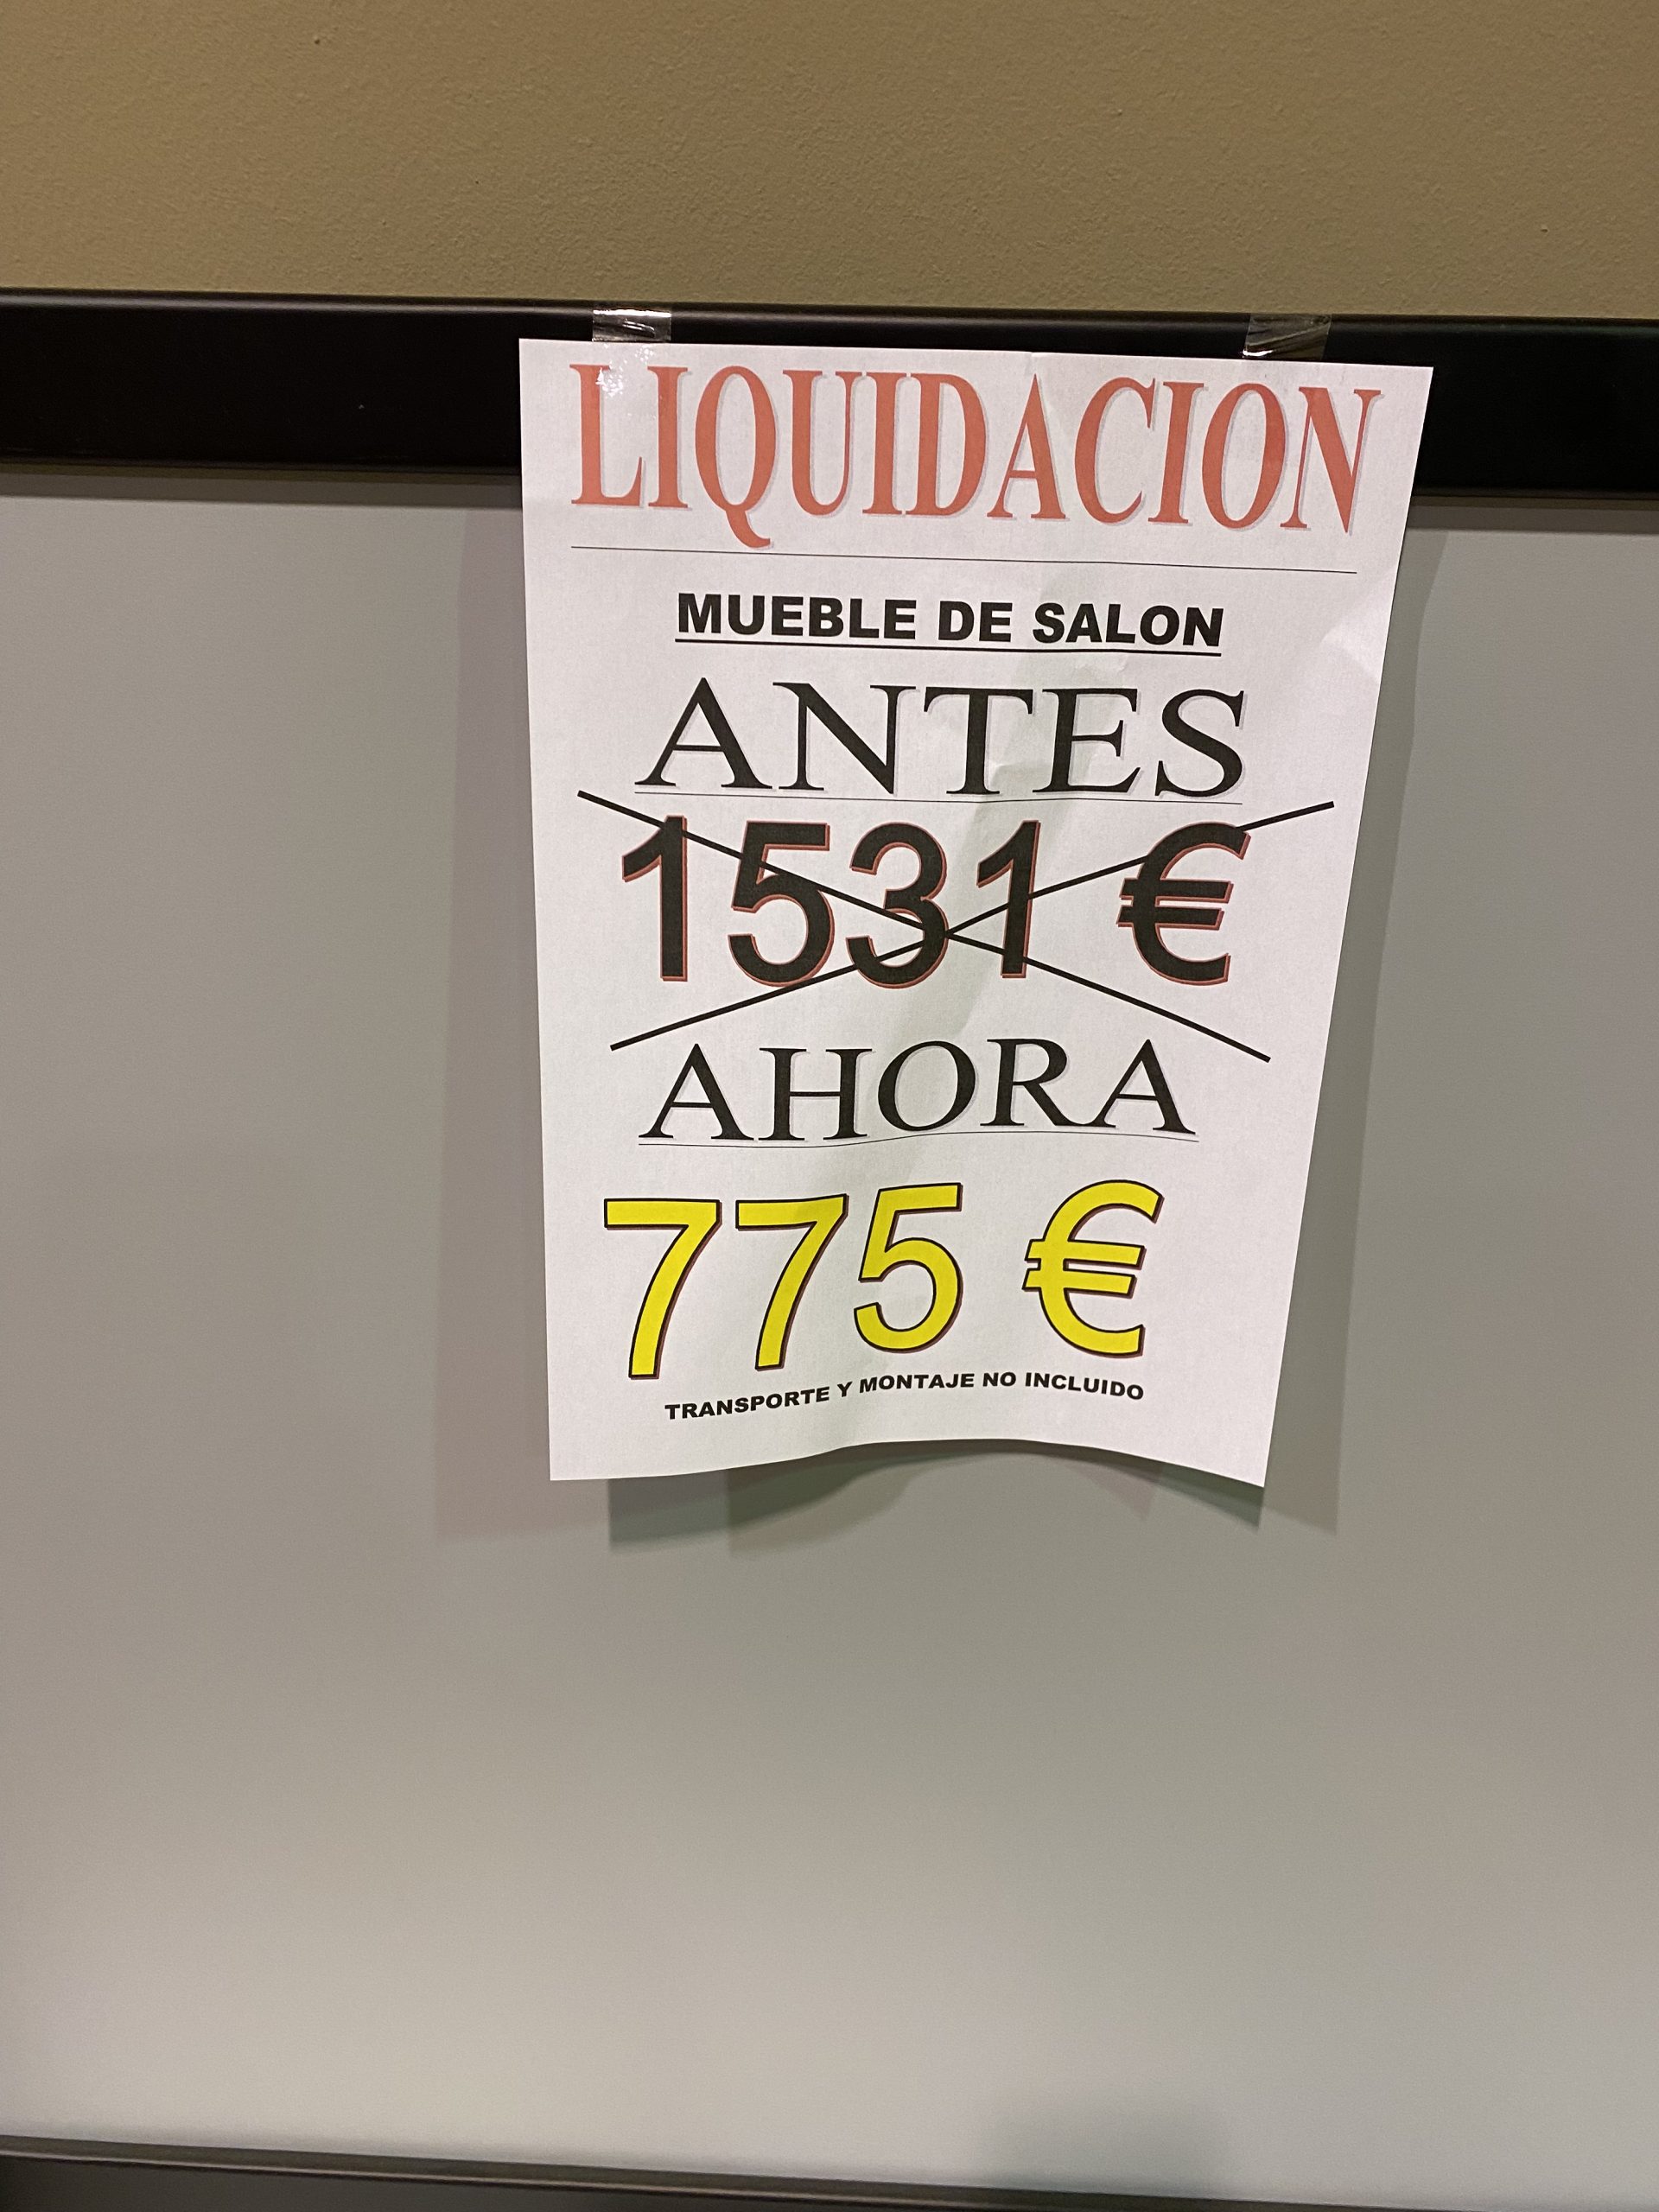 LIQUIDACION
MUEBLE DE SALON
ANTES
1531 €
AHORA
775 €
TRANSPORTE Y MONTAJE NO INCLUIDO